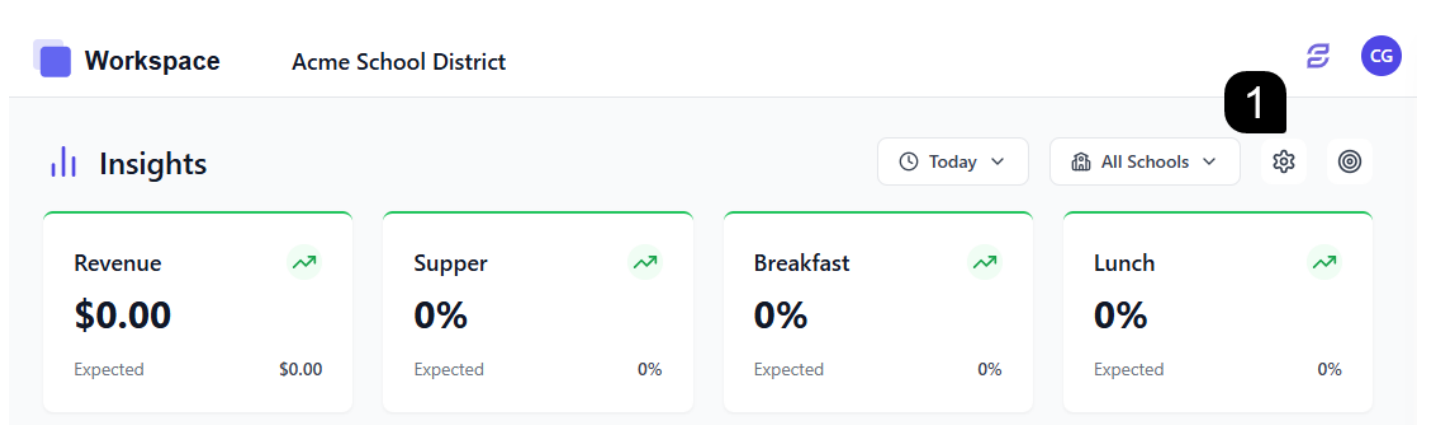 Workspace Acme School District CG
1
Insights Today All Schools
Revenue Supper Breakfast Lunch
$0.00 0% 0% 0%
Expected $0.00 Expected 0% Expected 0% Expected 0%